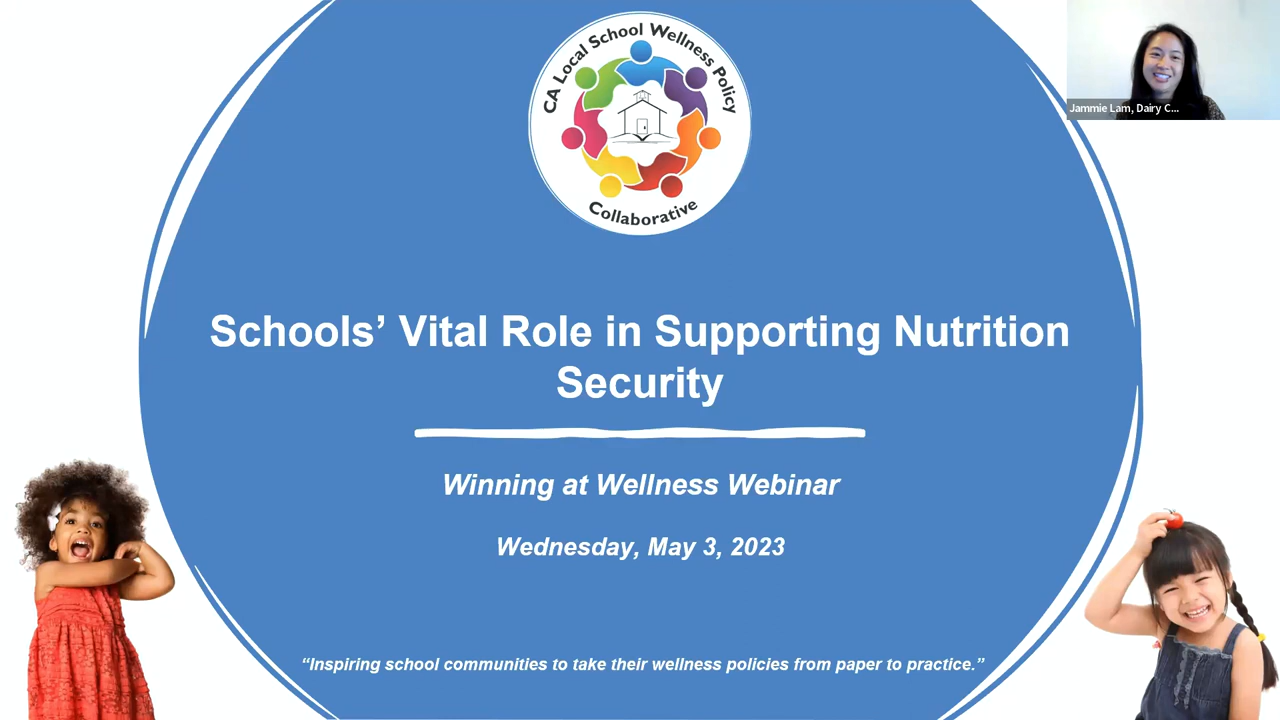 CA Local School Wellness Policy
Collaborative
Jammie Lam, Dairy C...
Schools’ Vital Role in Supporting Nutrition
Security
Winning at Wellness Webinar
Wednesday, May 3, 2023
“Inspiring school communities to take their wellness policies from paper to practice.”